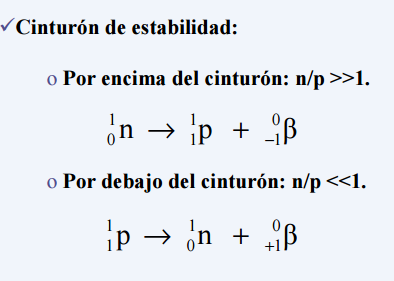 ✓Cinturón de estabilidad:
o Por encima del cinturón: n/p >>1.
¹₀n → ¹₁p + ⁰₋₁β
o Por debajo del cinturón: n/p <<1.
¹₁p → ¹₀n + ⁰₊₁β